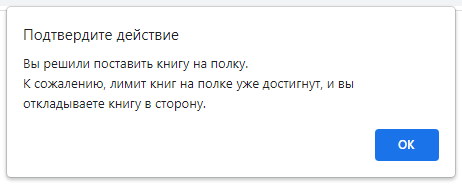 Подтвердите действие
Вы решили поставить книгу на полку.
К сожалению, лимит книг на полке уже достигнут, и вы
откладываете книгу в сторону.
ОК